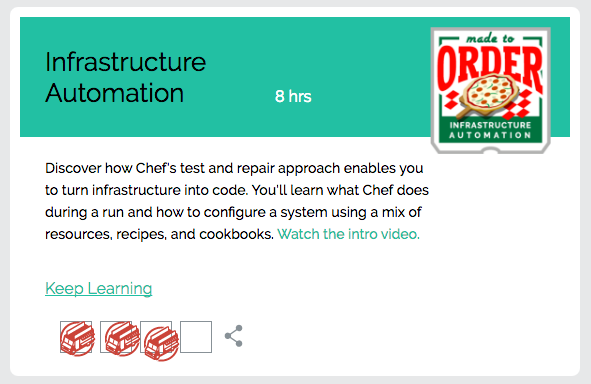 Infrastructure
Automation
8 hrs
made to
ORDER
INFRASTRUCTURE
AUTOMATION
Discover how Chef's test and repair approach enables you
to turn infrastructure into code. You'll learn what Chef does
during a run and how to configure a system using a mix of
resources, recipes, and cookbooks. Watch the intro video.
Keep Learning